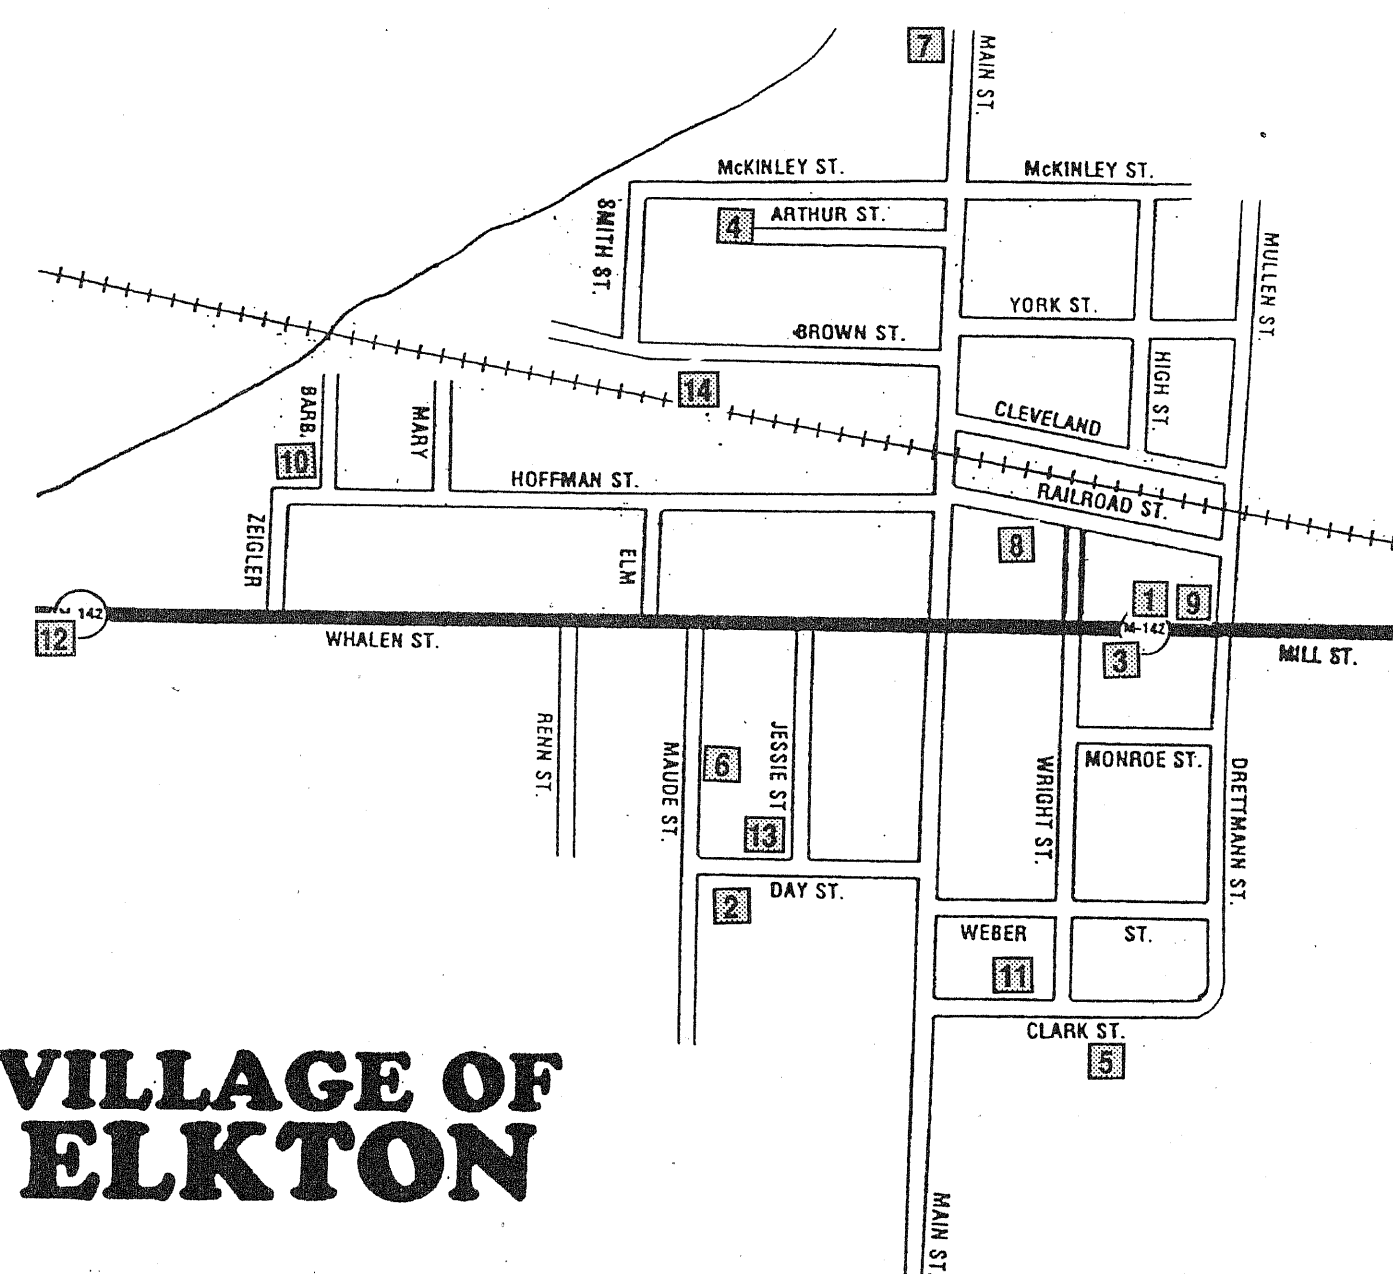 7
MAIN ST.
McKINLEY ST.
McKINLEY ST.
SMITH ST.
4
ARTHUR ST.
MULLEN ST.
YORK ST.
BROWN ST.
HIGH ST.
14
BARB.
MARY
CLEVELAND
10
HOFFMAN ST.
RAILROAD ST.
ZEIGLER
ELM
8
1
9
M-142
M-142
12
WHALEN ST.
3
MILL ST.
RENN ST.
MAUDE ST.
6
JESSIE ST
13
WRIGHT ST.
MONROE ST.
DRETTMANN ST.
2
DAY ST.
WEBER ST.
11
CLARK ST.
5
VILLAGE OF
ELKTON
MAIN ST.